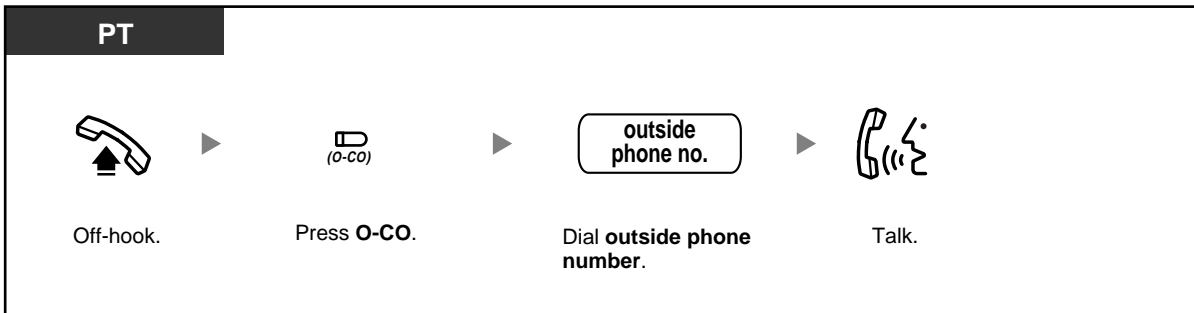 PT
(O-CO)
outside
phone no.
Off-hook.
Press O-CO.
Dial outside phone
number.
Talk.